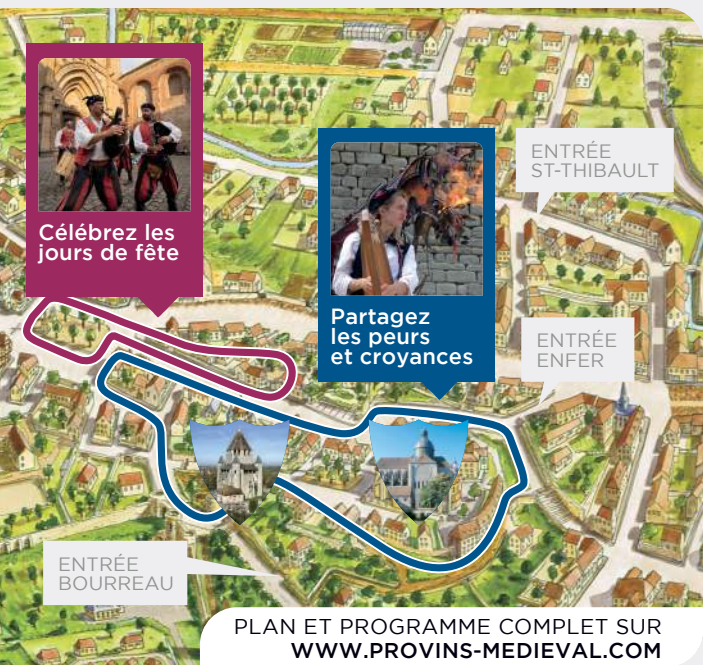 Célébrez les
jours de fête
Partagez
les peurs
et croyances
ENTRÉE
ST-THIBAULT
ENTRÉE
ENFER
ENTRÉE
BOURREAU
PLAN ET PROGRAMME COMPLET SUR
WWW.PROVINS-MEDIEVAL.COM